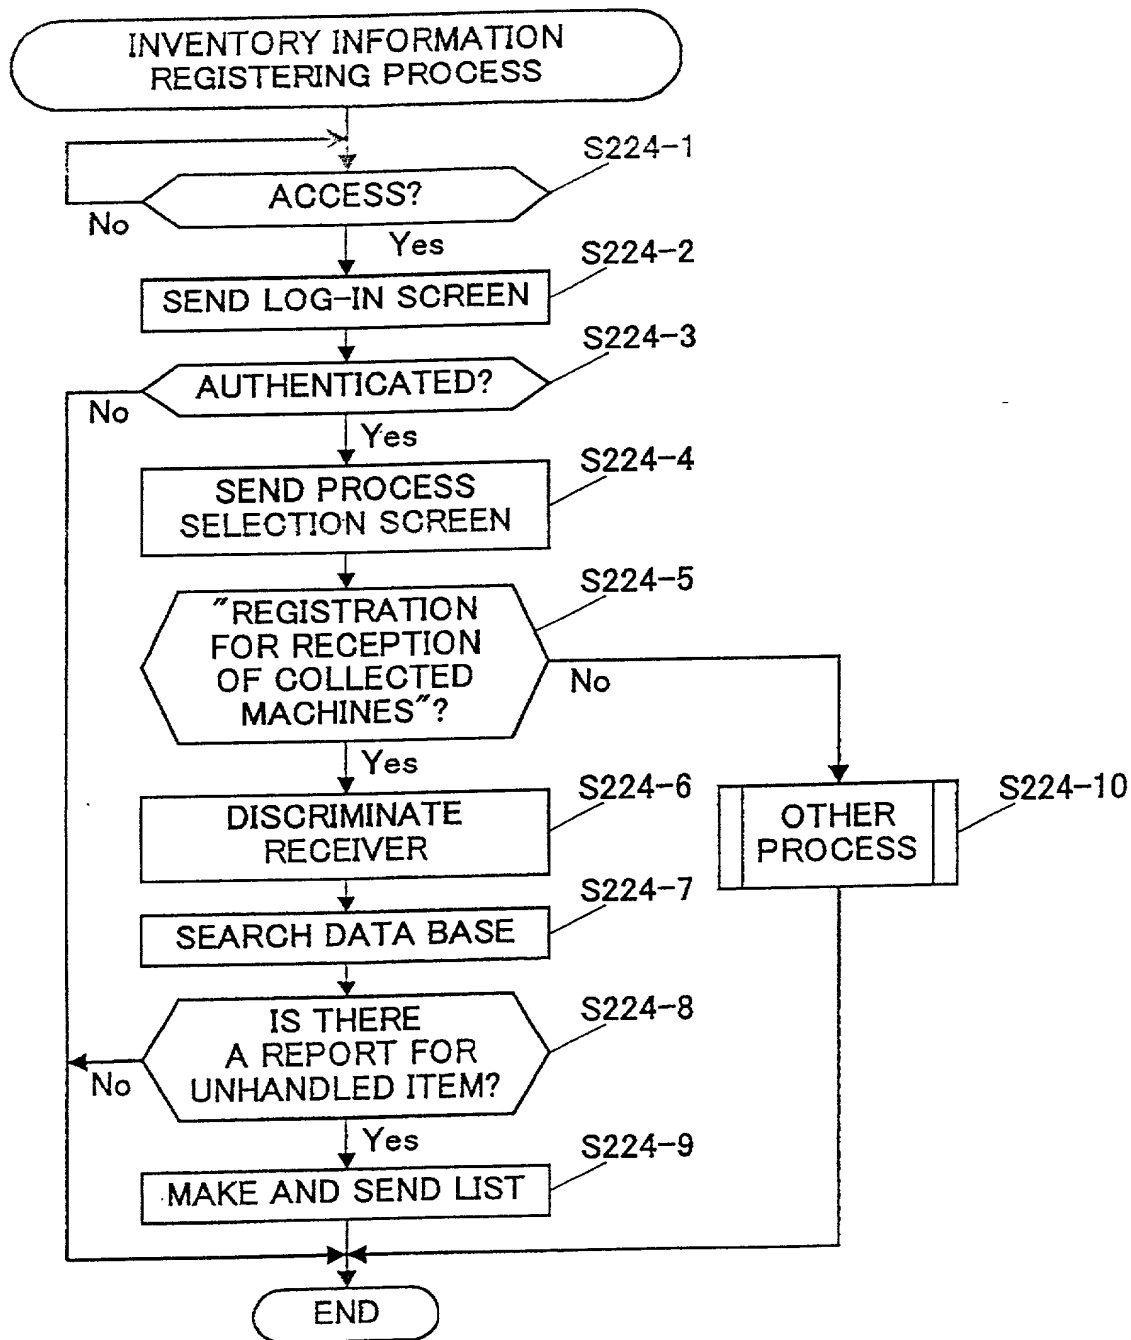 INVENTORY INFORMATION
REGISTERING PROCESS
S224-1
ACCESS?
No
Yes
S224-2
SEND LOG-IN SCREEN
S224-3
AUTHENTICATED?
No
Yes
S224-4
SEND PROCESS
SELECTION SCREEN
S224-5
"REGISTRATION
FOR RECEPTION
OF COLLECTED
MACHINES"?
No
Yes
S224-6
DISCRIMINATE
RECEIVER
S224-10
OTHER
PROCESS
S224-7
SEARCH DATA BASE
S224-8
IS THERE
A REPORT FOR
UNHANDLED ITEM?
No
Yes
S224-9
MAKE AND SEND LIST
END